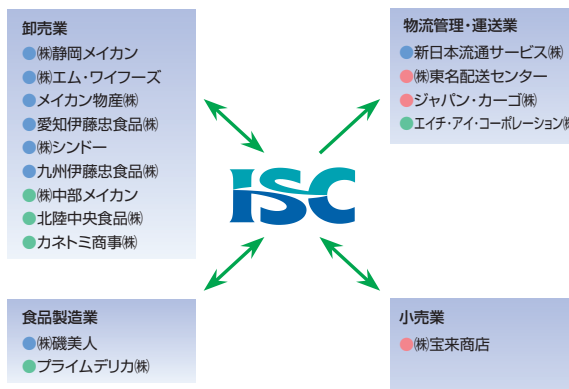 卸売業
●㈱静岡メイカン
●㈱エム・ワイフーズ
●メイカン物産㈱
●愛知伊藤忠食品㈱
●㈱シンドー
●九州伊藤忠食品㈱
●㈱中部メイカン
●北陸中央食品㈱
●カネトミ商事㈱
物流管理・運送業
●新日本流通サービス㈱
●㈱東名配送センター
●ジャパン・カーゴ㈱
●エイチ・アイ・コーポレーション㈱
ISC
食品製造業
●㈱磯美人
●プライムデリカ㈱
小売業
●㈱宝来商店